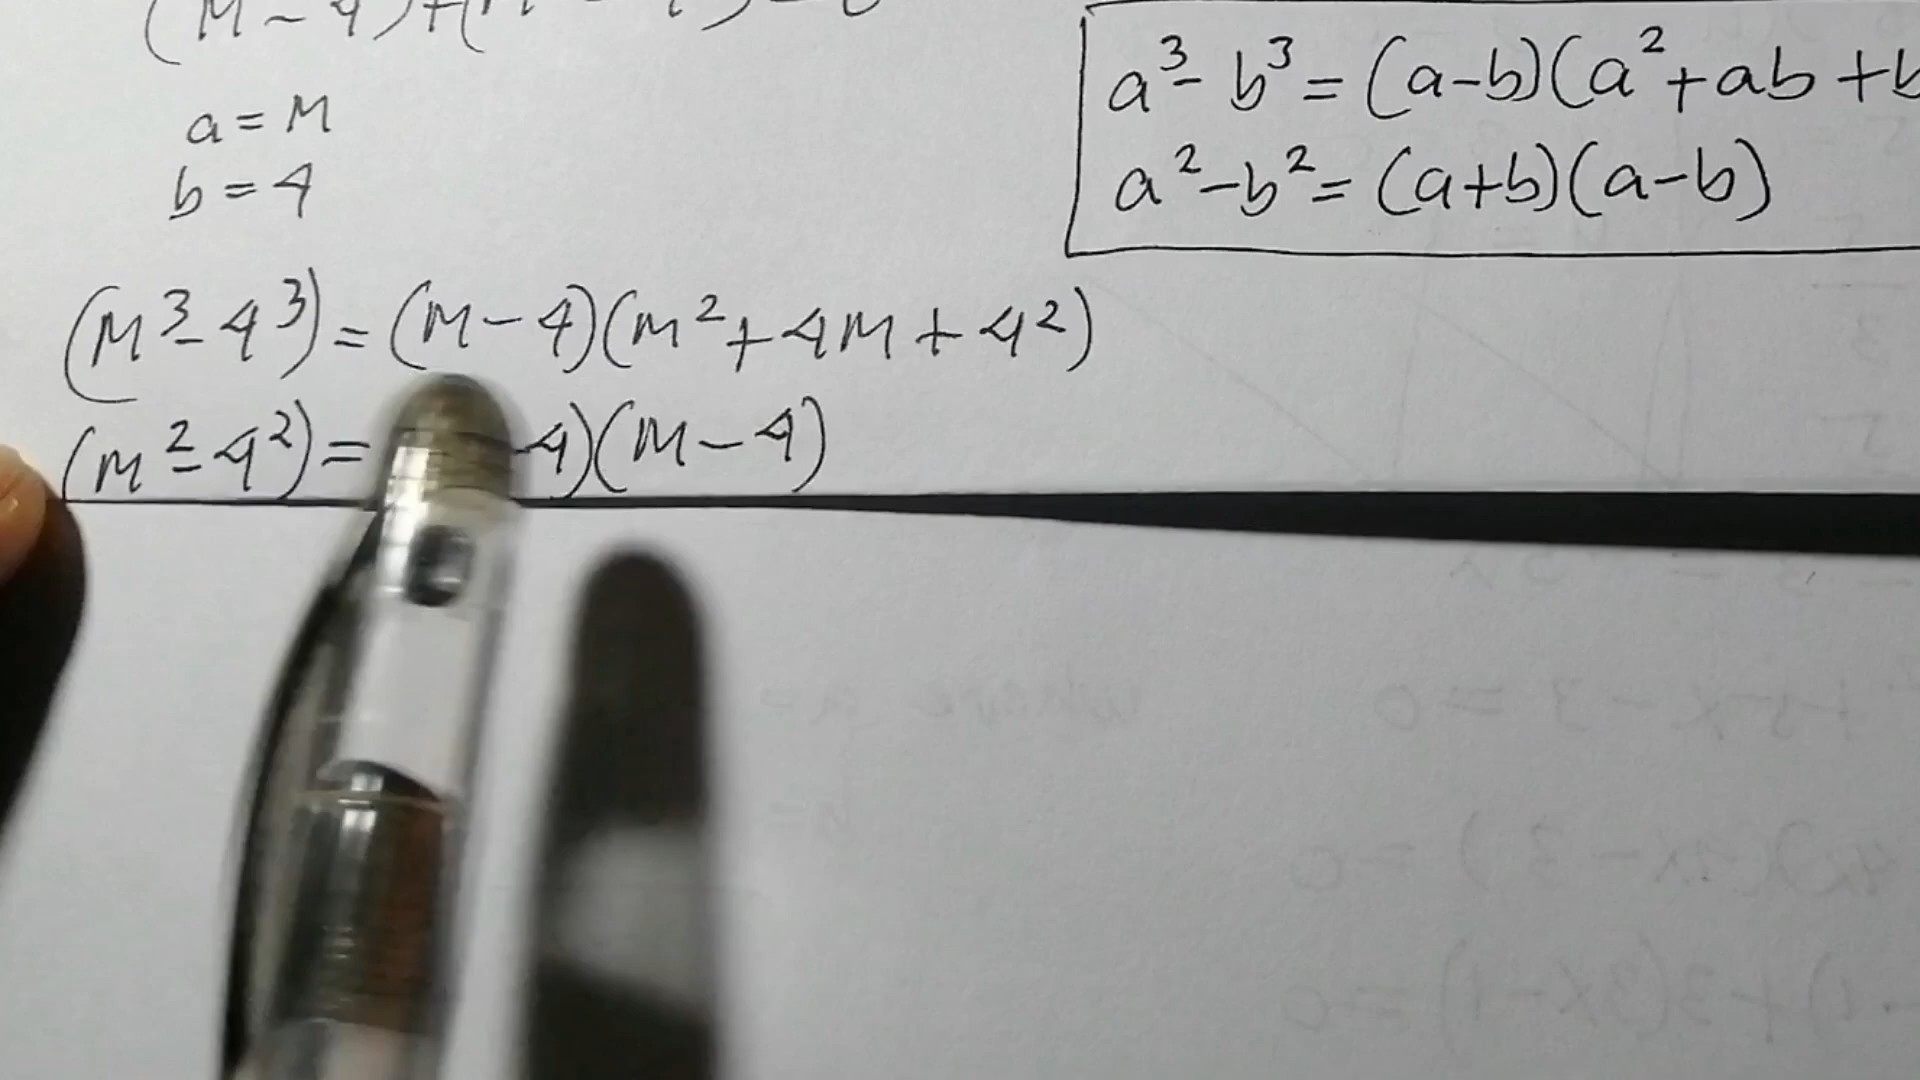 a = M
b = 4
a³ - b³ = (a-b)(a² + ab + b
a² - b² = (a+b)(a-b)
(M³ - 4³) = (M - 4)(M² + 4M + 4²)
(M² - 4²) = 4)(M - 4)